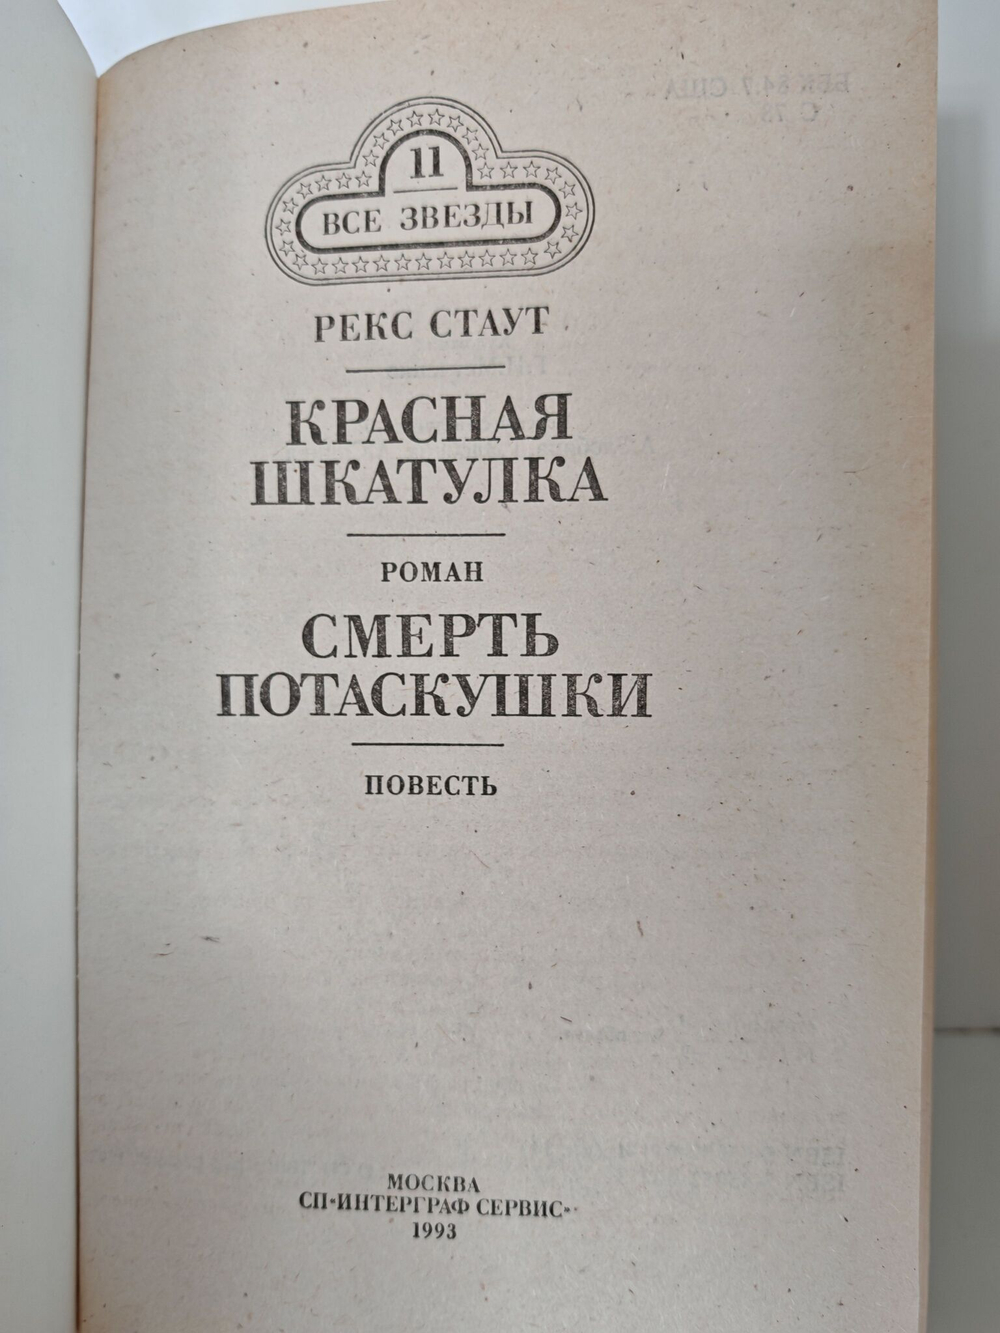 11
ВСЕ ЗВЕЗДЫ
РЕКС СТАУТ
КРАСНАЯ
ШКАТУЛКА
РОМАН
СМЕРТЬ
ПОТАСКУШКИ
ПОВЕСТЬ
МОСКВА
СП«ИНТЕРГРАФ СЕРВИС»
1993